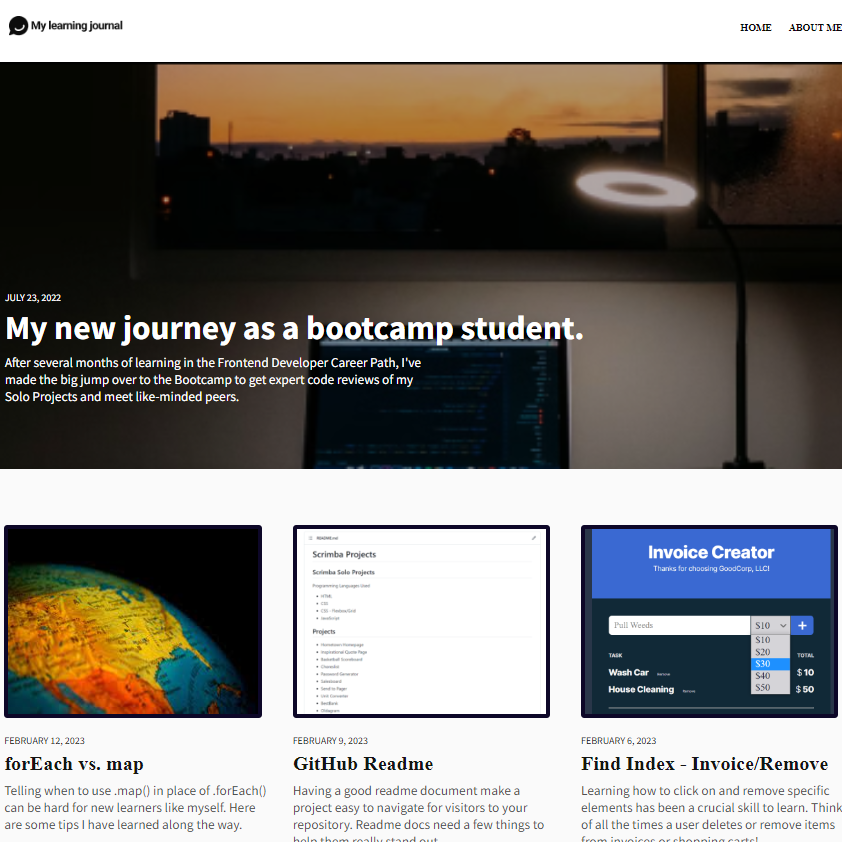 My learning journal
HOME
ABOUT ME
JULY 23, 2022
My new journey as a bootcamp student.
After several months of learning in the Frontend Developer Career Path, I've
made the big jump over to the Bootcamp to get expert code reviews of my
Solo Projects and meet like-minded peers.
README.md
Scrimba Projects
Scrimba Solo Projects
Programming Languages Used
HTML
CSS
CSS - Flexbox/Grid
JavaScript
Projects
Hometown Homepage
Inspirational Quote Page
Basketball Scoreboard
Password Generator
Unit Converter
Oldagram
Invoice Creator
Thanks for choosing GoodCorp, LLC!
Pull Weeds
$10
+
$10
$20
$30
$40
$50
TASK
TOTAL
Wash Car
Remove
$ 10
House Cleaning
Remove
$ 50
FEBRUARY 12, 2023
forEach vs. map
Telling when to use .map() in place of .forEach()
can be hard for new learners like myself. Here
are some tips I have learned along the way.
FEBRUARY 9, 2023
GitHub Readme
Having a good readme document make a
project easy to navigate for visitors to your
repository. Readme docs need a few things to
help them really stand out.
FEBRUARY 6, 2023
Find Index - Invoice/Remove
Learning how to click on and remove specific
elements has been a crucial skill to learn. Think
of all the times a user deletes or remove items
from invoices or shopping carts!